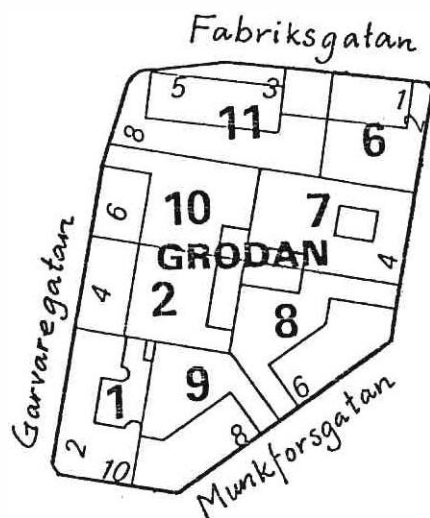 Fabriksgatan
5 3 1
8 11 6 2
6 10 7
GRODAN
4 2 8 4
Garvaregatan
1 9 6
2 10 8
Munkforsgatan